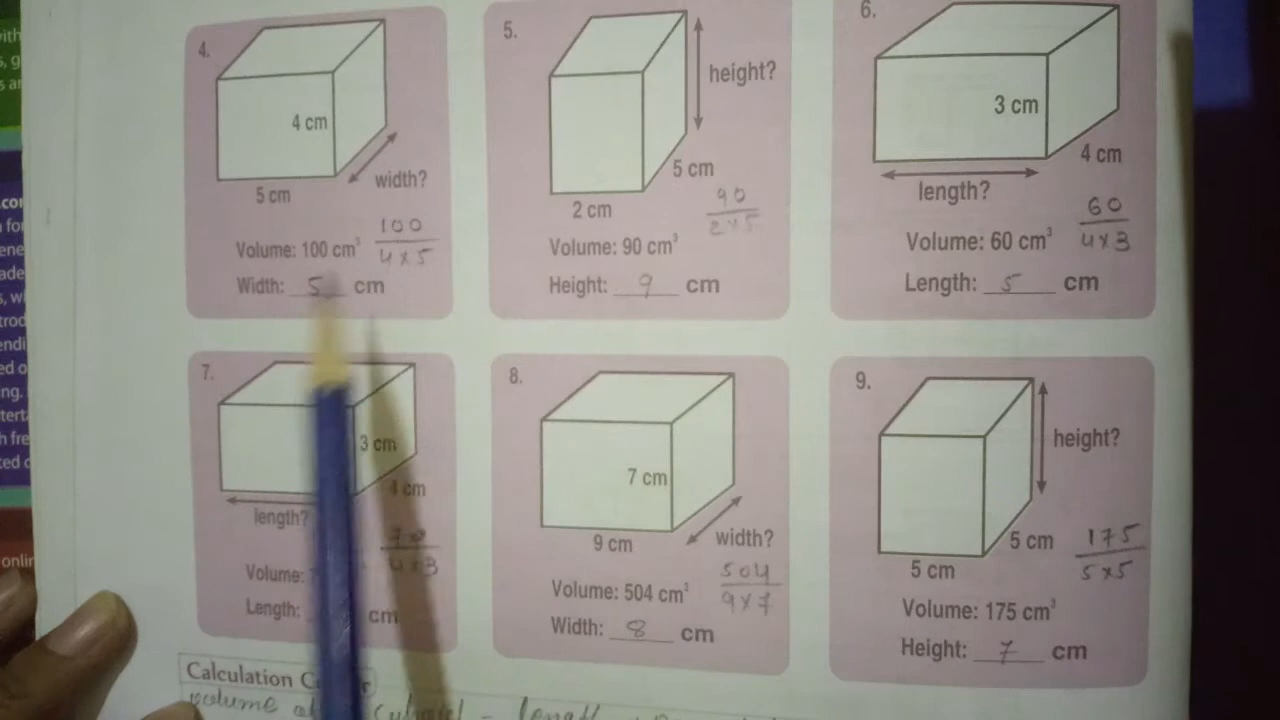 4.
4 cm
width?
5 cm
Volume: 100 cm³
100
4 × 5
Width: 5 cm
5.
height?
5 cm
2 cm
90
2 × 5
Volume: 90 cm³
Height: 9 cm
6.
3 cm
4 cm
length?
60
4 × 3
Volume: 60 cm³
Length: 5 cm
7.
3 cm
4 cm
length?
4 × 3
Volume:
Length: cm
8.
7 cm
9 cm
width?
504
9 × 7
Volume: 504 cm³
Width: 8 cm
9.
height?
5 cm
5 cm
175
5 × 5
Volume: 175 cm³
Height: 7 cm
Calculation
volume
length